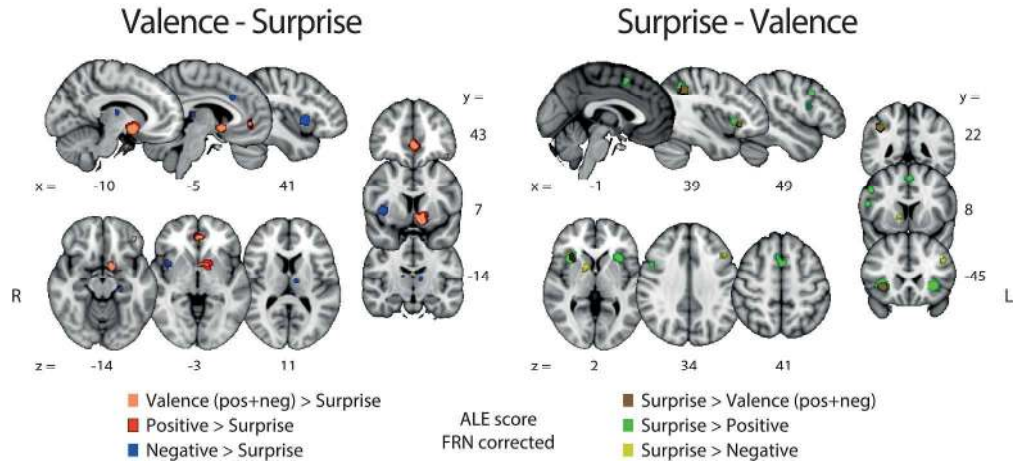 Valence - Surprise
Surprise - Valence
y =
43
x =
-10
-5
41
7
-14
R
z =
-14
-3
11
y =
22
x =
-1
39
49
8
-45
L
z =
2
34
41
Valence (pos+neg) > Surprise
Positive > Surprise
Negative > Surprise
ALE score
FRN corrected
Surprise > Valence (pos+neg)
Surprise > Positive
Surprise > Negative